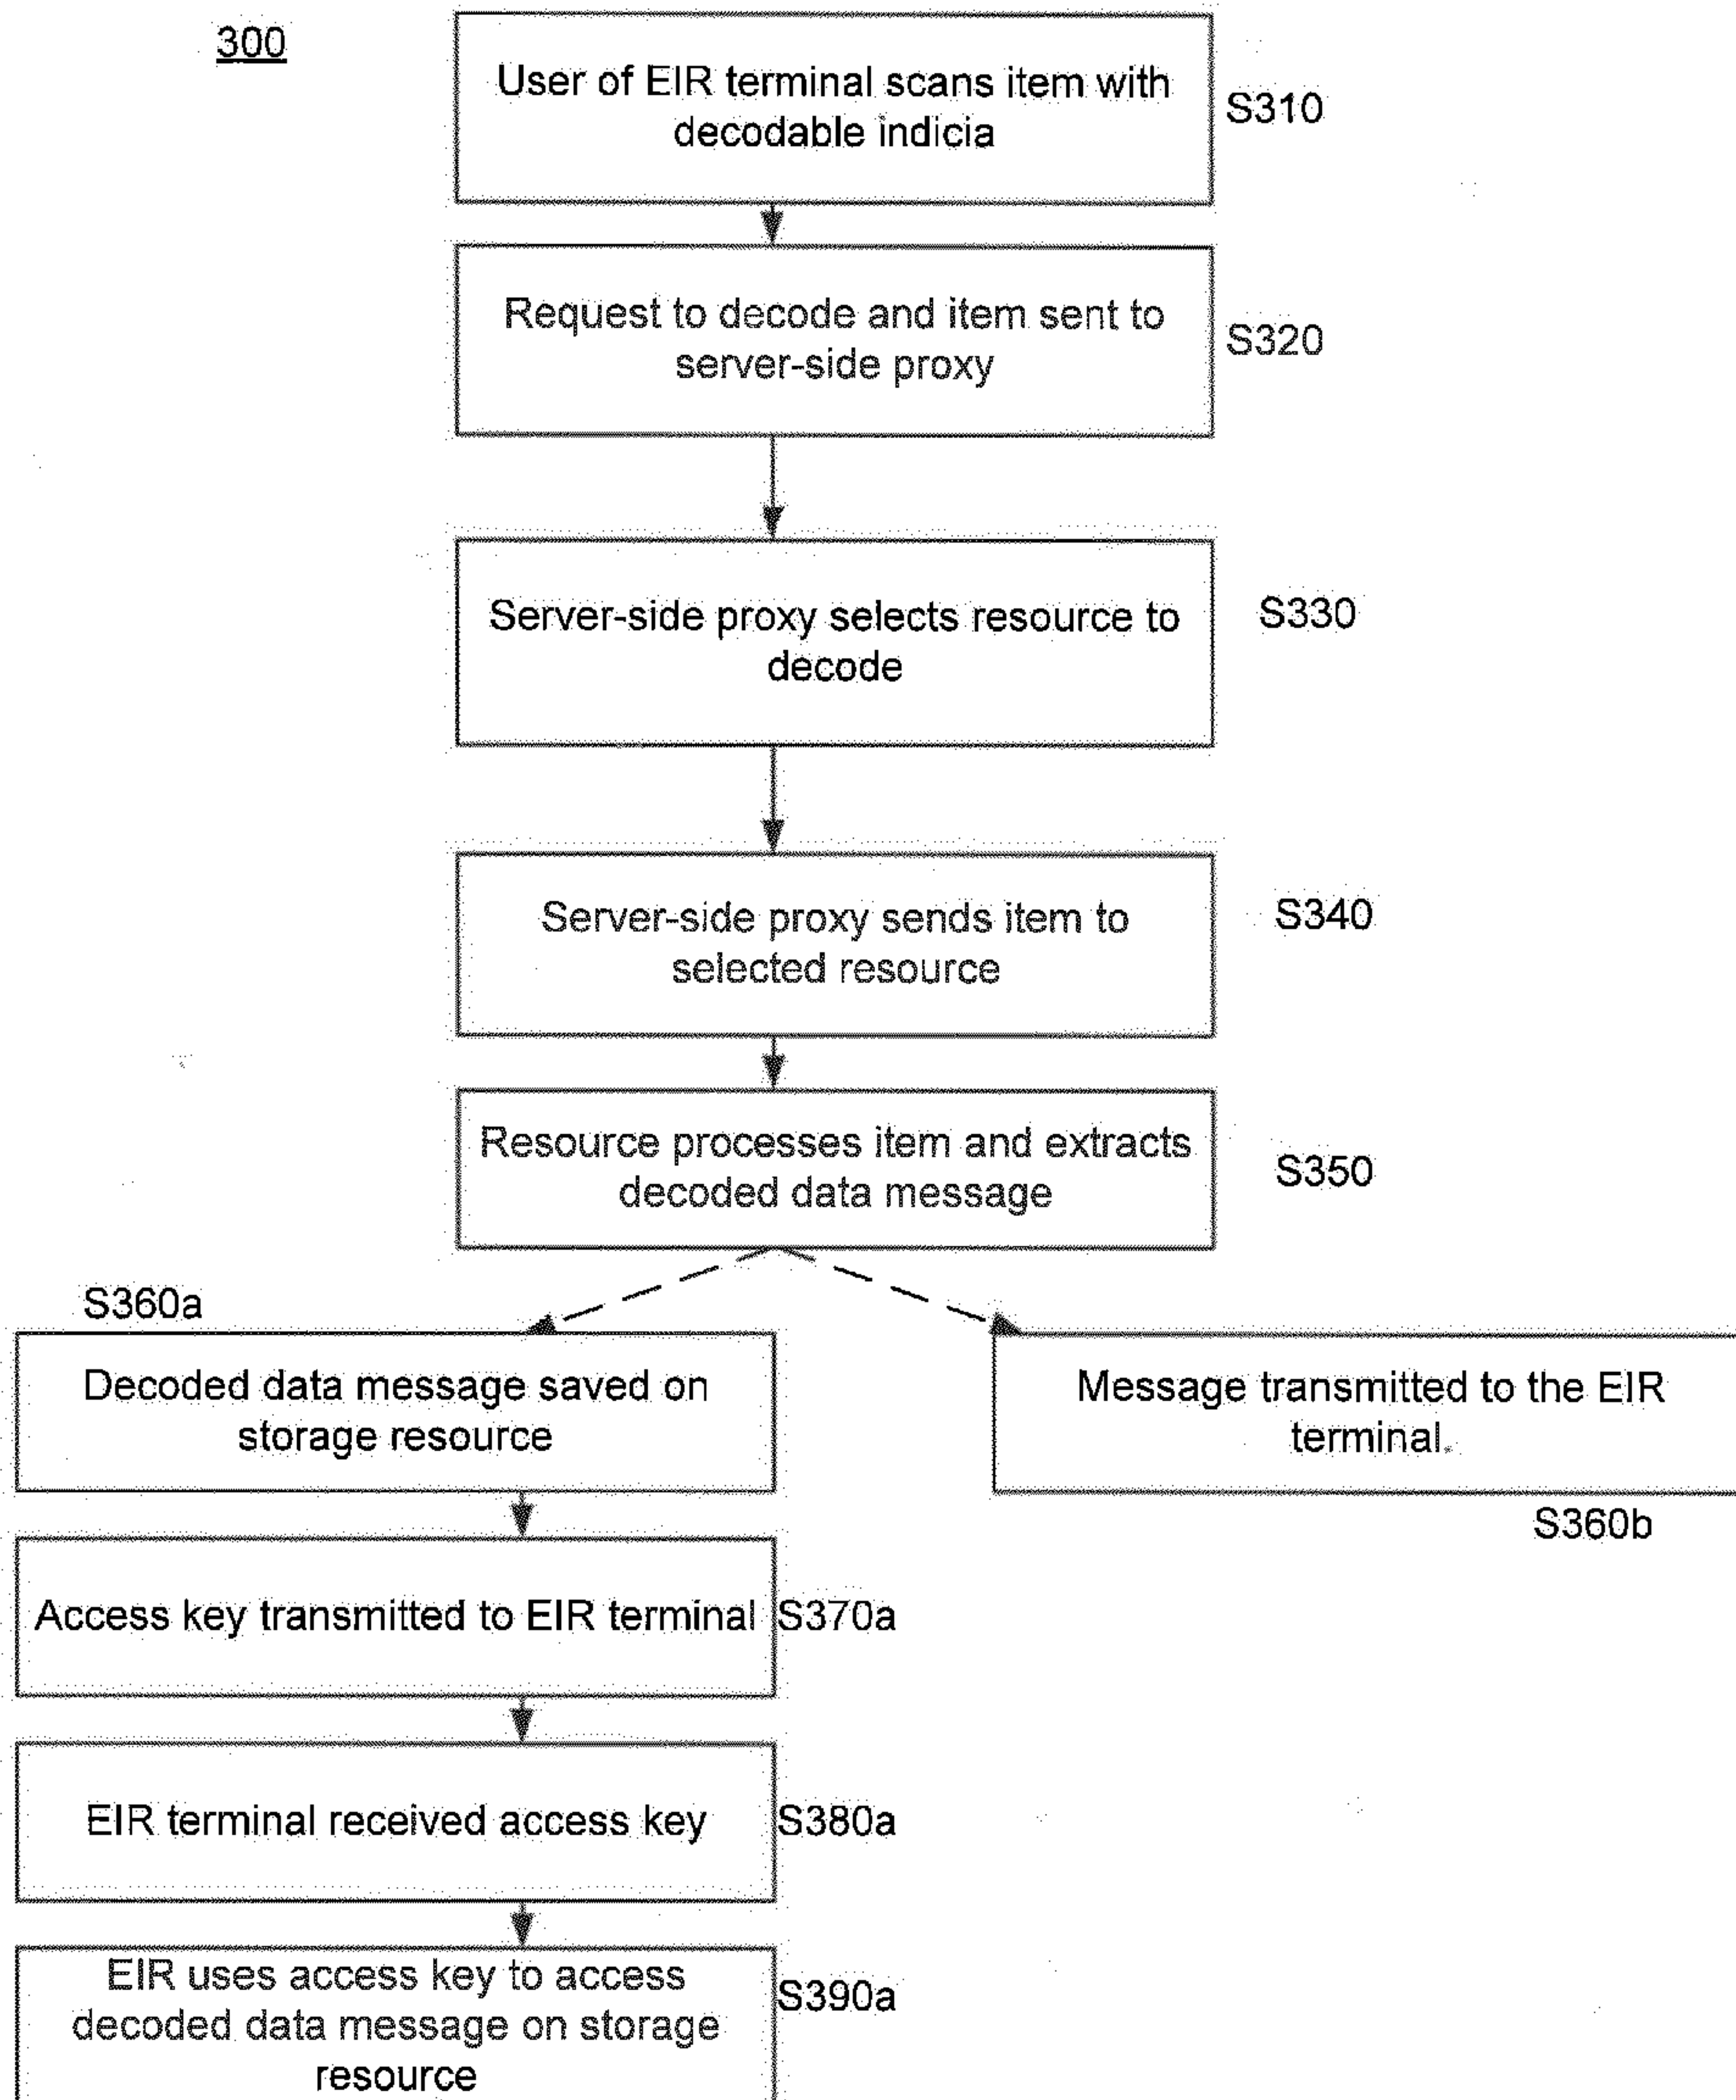 300
User of EIR terminal scans item with
decodable indicia
S310
Request to decode and item sent to
server-side proxy
S320
Server-side proxy selects resource to
decode
S330
Server-side proxy sends item to
selected resource
S340
Resource processes item and extracts
decoded data message
S350
S360a
Decoded data message saved on
storage resource
Message transmitted to the EIR
terminal.
S360b
Access key transmitted to EIR terminal
S370a
EIR terminal received access key
S380a
EIR uses access key to access
decoded data message on storage
resource
S390a